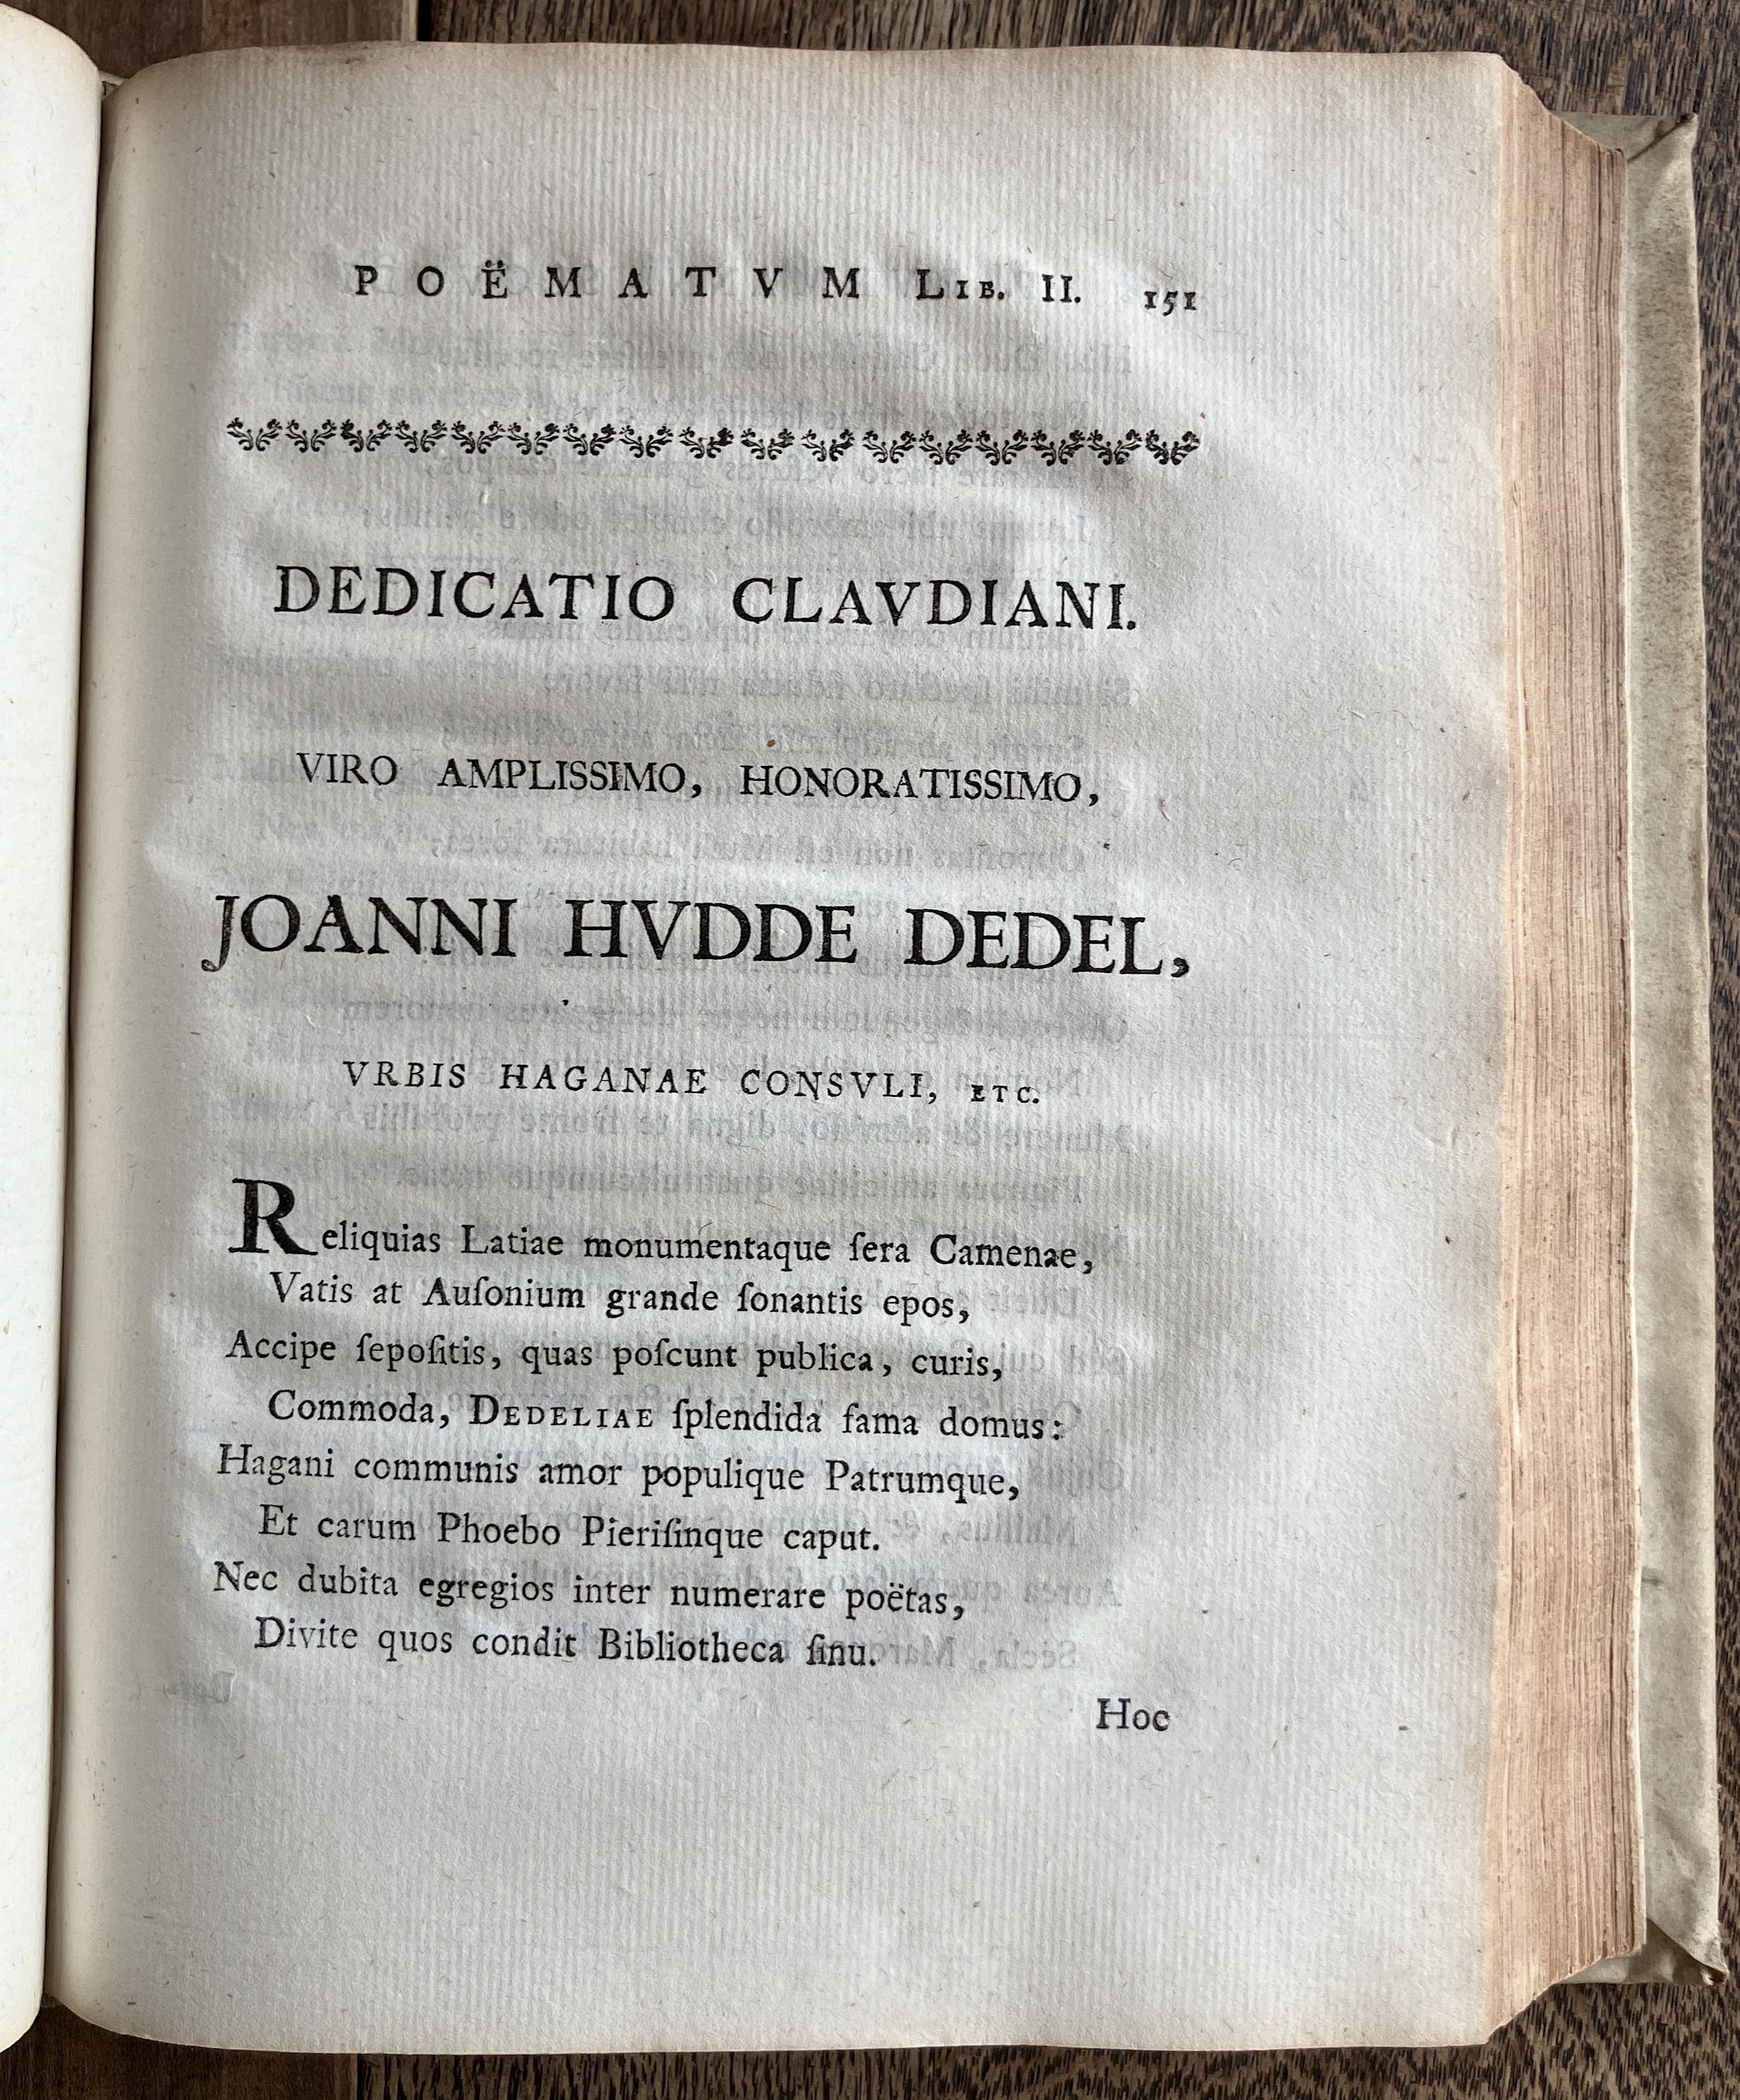 POËMATVM LIB. II. 151
DEDICATIO CLAVDIANI.
VIRO AMPLISSIMO, HONORATISSIMO,
JOANNI HVDDE DEDEL,
VRBIS HAGANAE CONSVLI, ETC.
Reliquias Latiae monumentaque ſera Camenae,
Vatis at Auſonium grande ſonantis epos,
Accipe ſepoſitis, quas poſcunt publica, curis,
Commoda, DEDELIAE ſplendida fama domus:
Hagani communis amor populique Patrumque,
Et carum Phoebo Pieriſinque caput.
Nec dubita egregios inter numerare poëtas,
Divite quos condit Bibliotheca ſinu.
Hoc